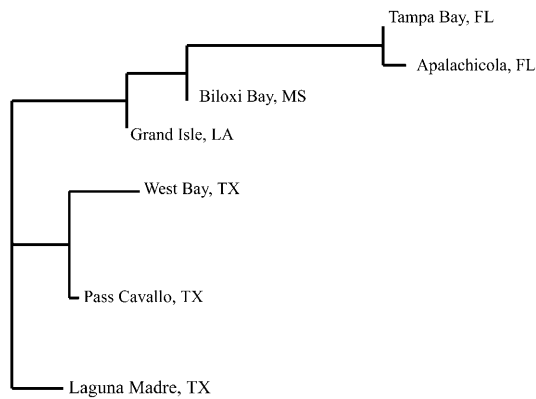 Tampa Bay, FL
Apalachicola, FL
Biloxi Bay, MS
Grand Isle, LA
West Bay, TX
Pass Cavallo, TX
Laguna Madre, TX